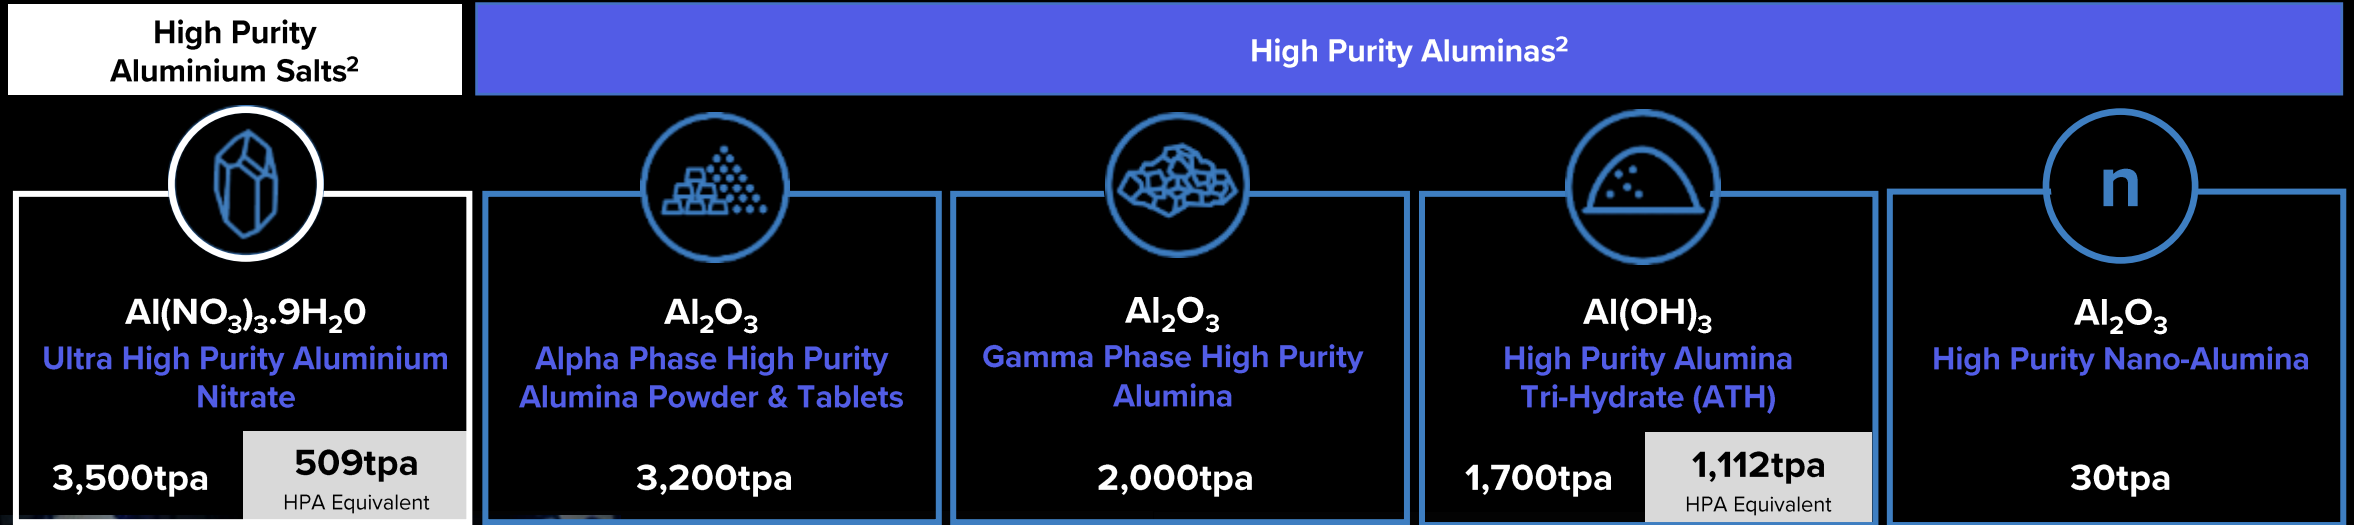 High Purity
Aluminium Salts²
High Purity Aluminas²
Al(NO₃)₃.9H₂0
Ultra High Purity Aluminium
Nitrate
3,500tpa
509tpa
HPA Equivalent
Al₂O₃
Alpha Phase High Purity
Alumina Powder & Tablets
3,200tpa
Al₂O₃
Gamma Phase High Purity
Alumina
2,000tpa
Al(OH)₃
High Purity Alumina
Tri-Hydrate (ATH)
1,700tpa
1,112tpa
HPA Equivalent
n
Al₂O₃
High Purity Nano-Alumina
30tpa